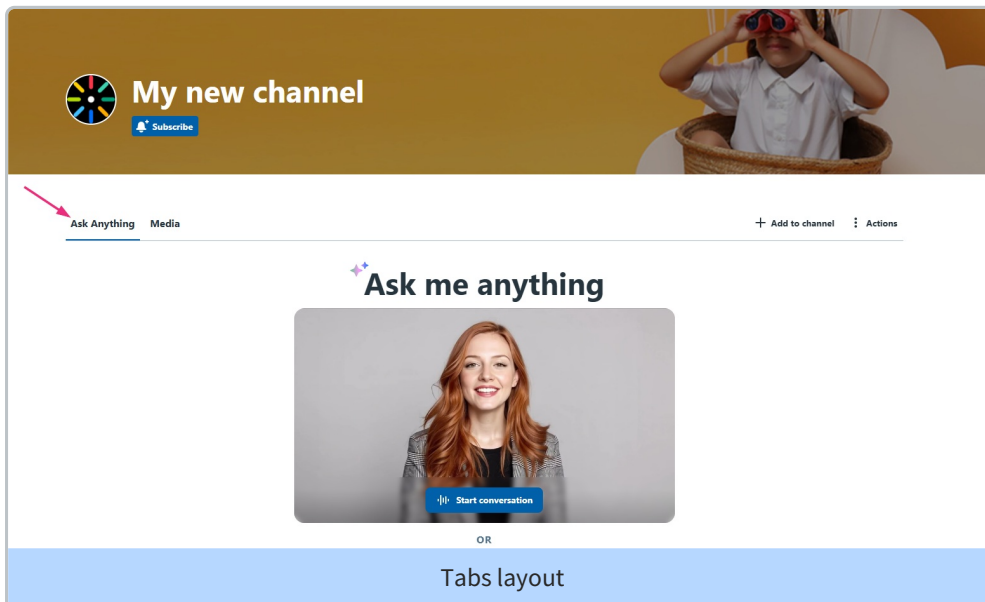 My new channel
Subscribe
Ask Anything Media + Add to channel Actions
Ask me anything
Start conversation
OR
Tabs layout